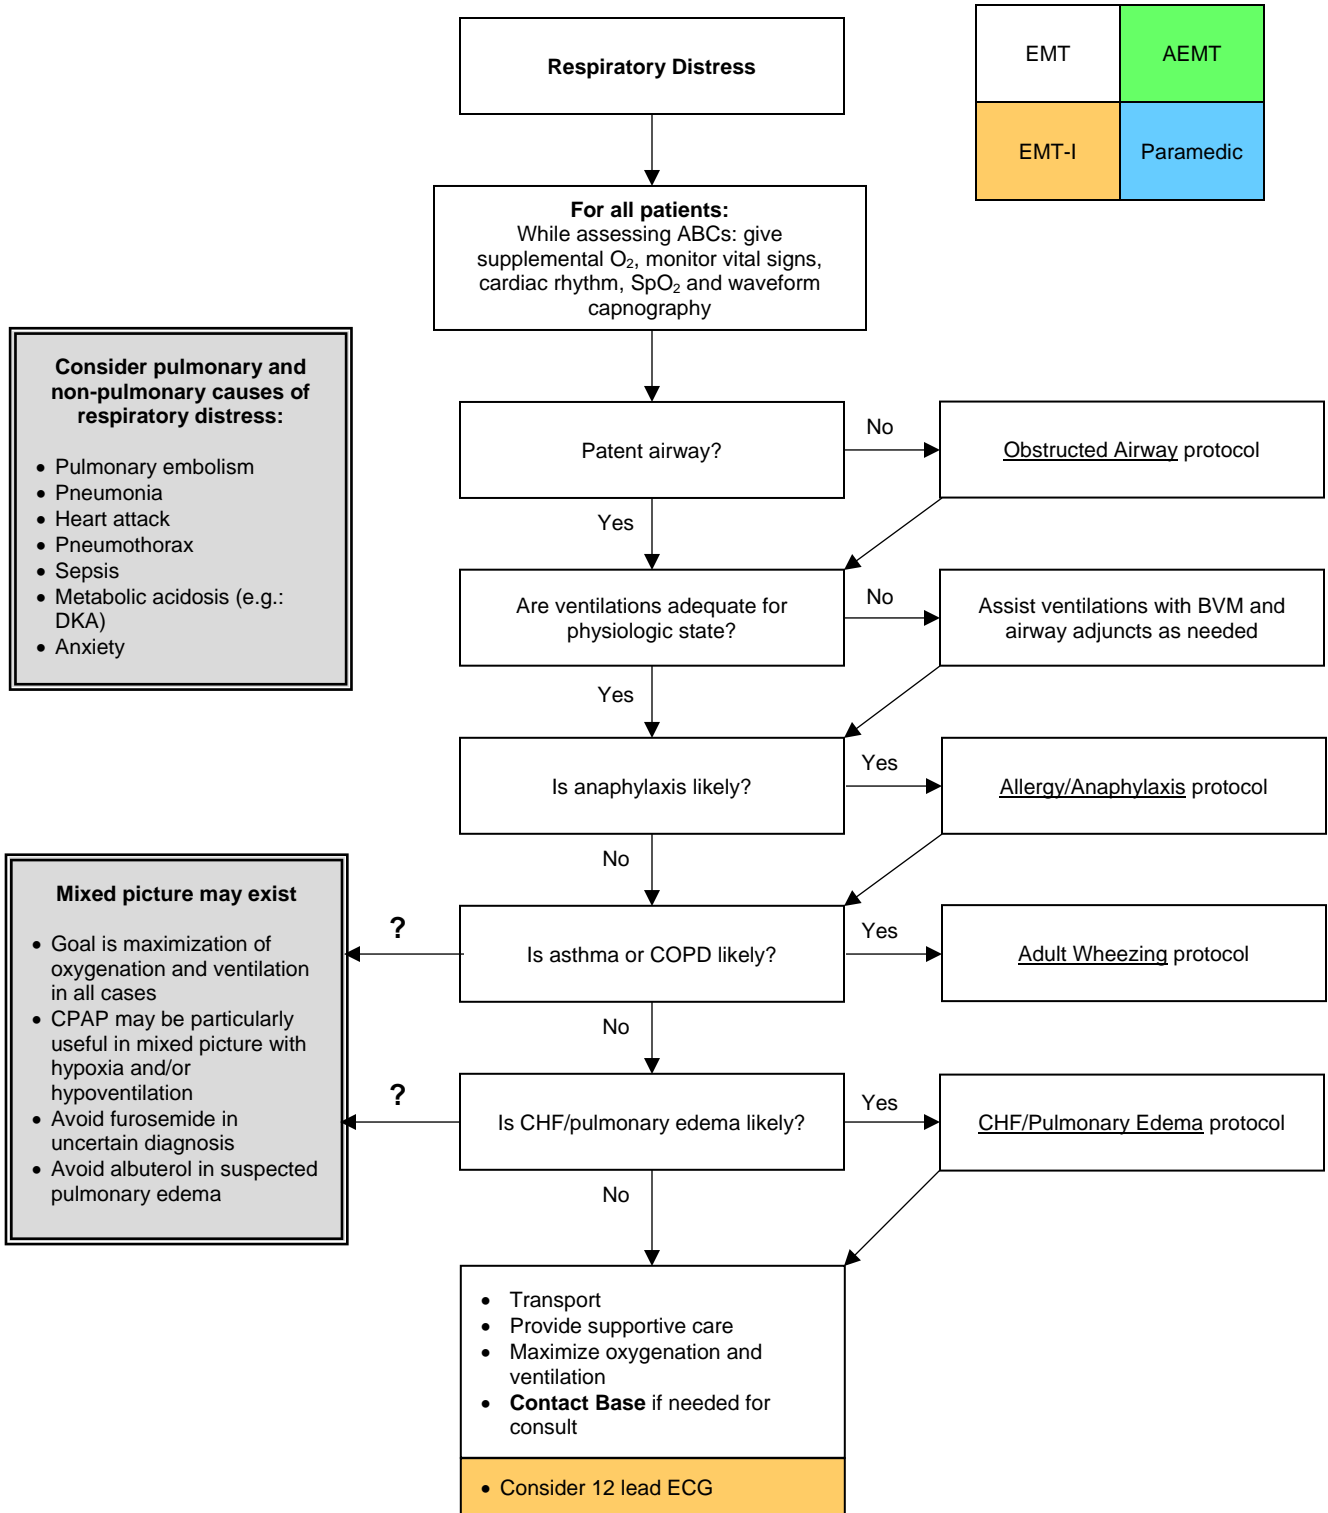 Respiratory Distress
EMT
AEMT
EMT-I
Paramedic
For all patients:
While assessing ABCs: give
supplemental O₂, monitor vital signs,
cardiac rhythm, SpO₂ and waveform
capnography
Consider pulmonary and
non-pulmonary causes of
respiratory distress:
• Pulmonary embolism
• Pneumonia
• Heart attack
• Pneumothorax
• Sepsis
• Metabolic acidosis (e.g.:
DKA)
• Anxiety
Patent airway?
No
Obstructed Airway protocol
Yes
Are ventilations adequate for
physiologic state?
No
Assist ventilations with BVM and
airway adjuncts as needed
Yes
Is anaphylaxis likely?
Yes
Allergy/Anaphylaxis protocol
No
Mixed picture may exist
• Goal is maximization of
oxygenation and ventilation
in all cases
• CPAP may be particularly
useful in mixed picture with
hypoxia and/or
hypoventilation
• Avoid furosemide in
uncertain diagnosis
• Avoid albuterol in suspected
pulmonary edema
?
Is asthma or COPD likely?
Yes
Adult Wheezing protocol
No
?
Is CHF/pulmonary edema likely?
Yes
CHF/Pulmonary Edema protocol
No
• Transport
• Provide supportive care
• Maximize oxygenation and
ventilation
• Contact Base if needed for
consult
• Consider 12 lead ECG